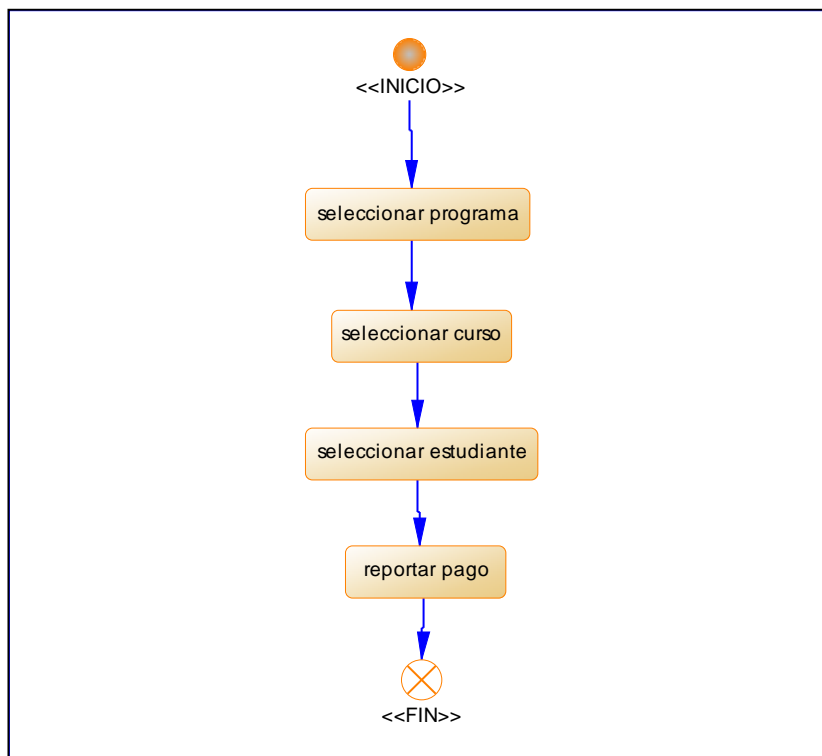 <<INICIO>>
seleccionar programa
seleccionar curso
seleccionar estudiante
reportar pago
<<FIN>>